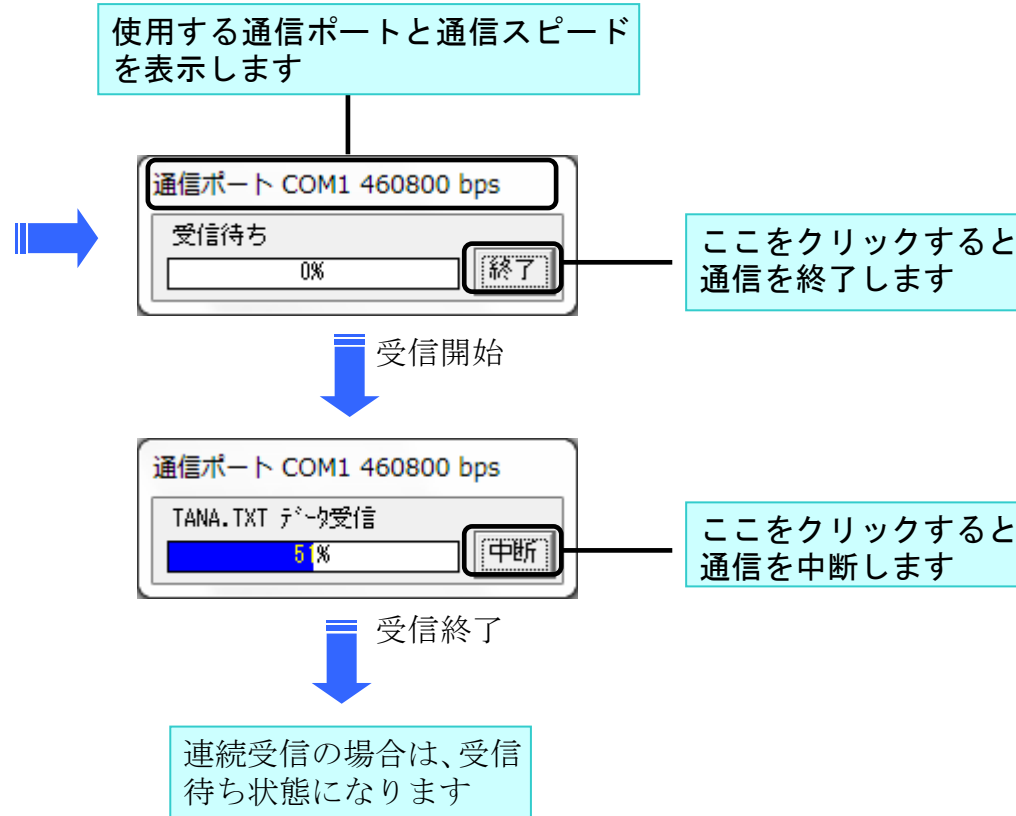 使用する通信ポートと通信スピード
を表示します
通信ポート COM1 460800 bps
受信待ち
0%
終了
ここをクリックすると
通信を終了します
受信開始
通信ポート COM1 460800 bps
TANA.TXT ﾃﾞｰﾀ受信
51%
中断
ここをクリックすると
通信を中断します
受信終了
連続受信の場合は、受信
待ち状態になります